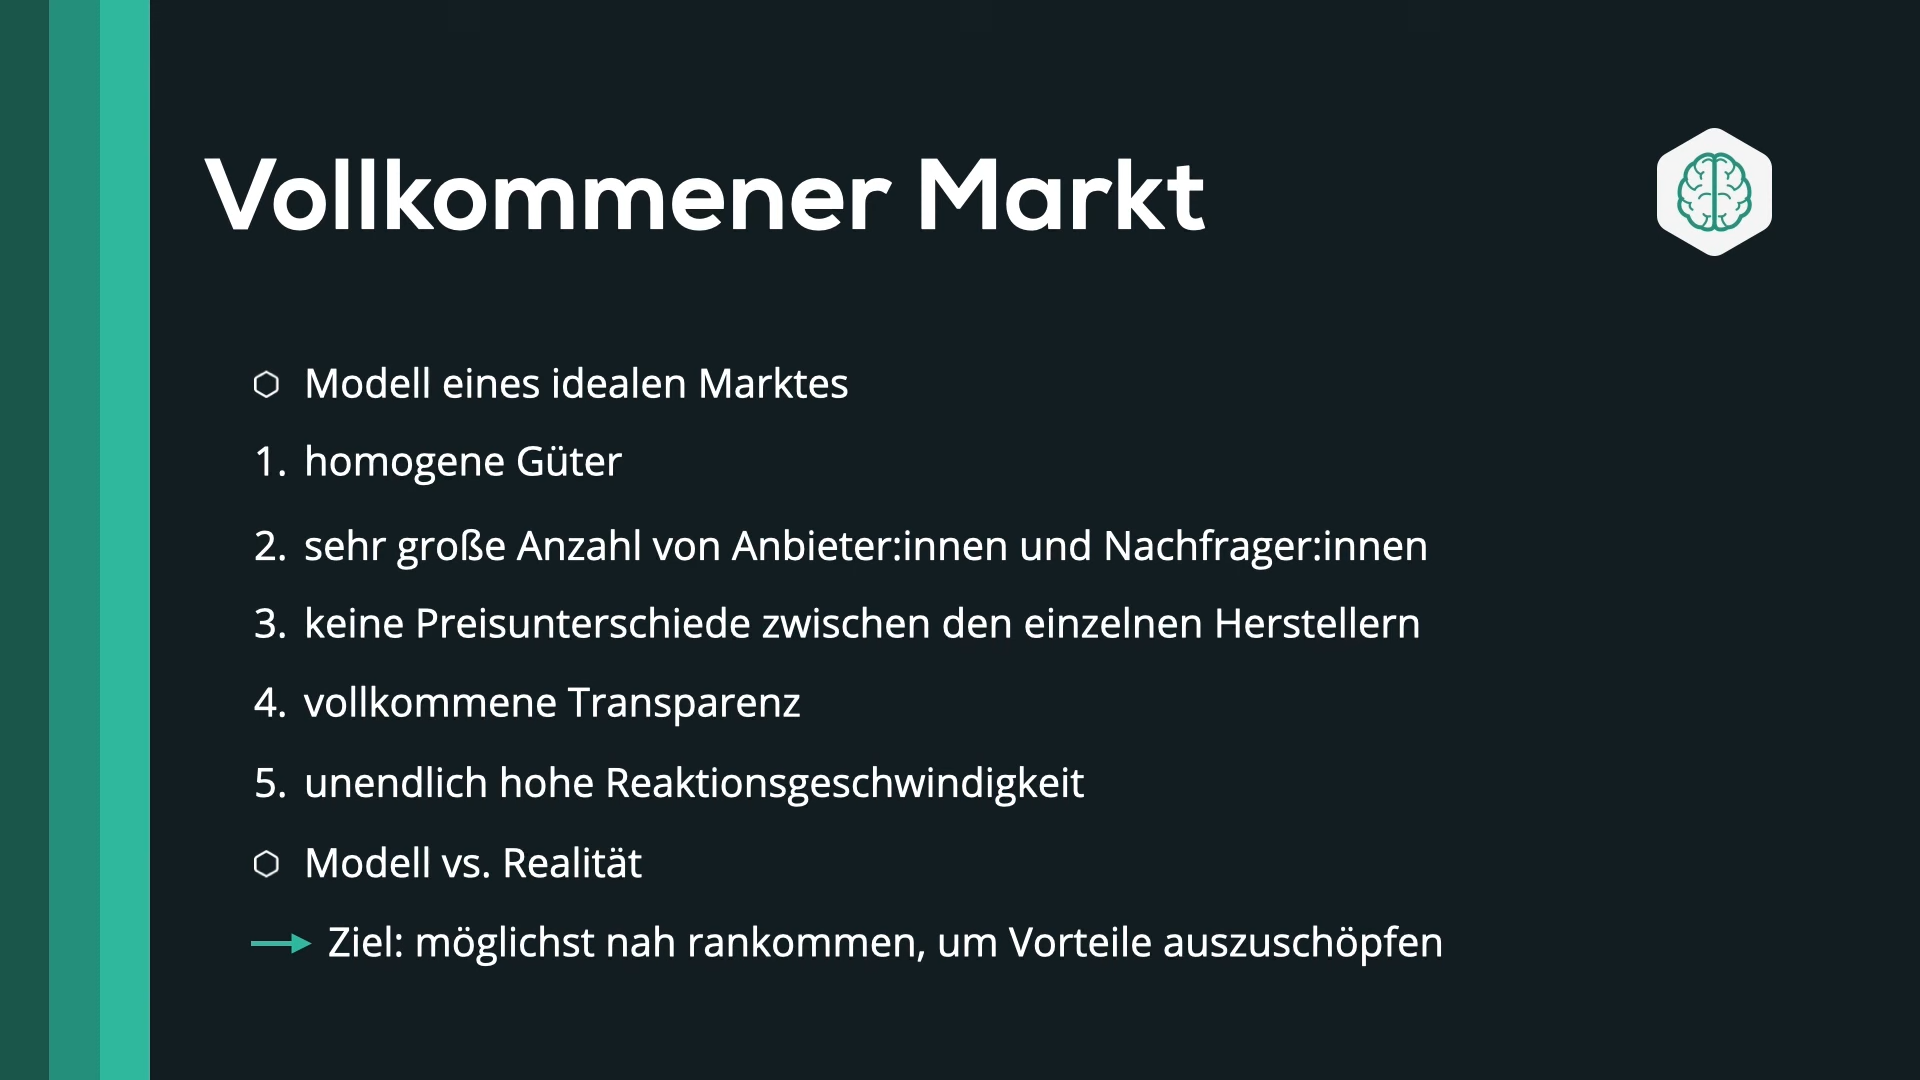 Vollkommener Markt
Modell eines idealen Marktes
1. homogene Güter
2. sehr große Anzahl von Anbieter:innen und Nachfrager:innen
3. keine Preisunterschiede zwischen den einzelnen Herstellern
4. vollkommene Transparenz
5. unendlich hohe Reaktionsgeschwindigkeit
Modell vs. Realität
Ziel: möglichst nah rankommen, um Vorteile auszuschöpfen